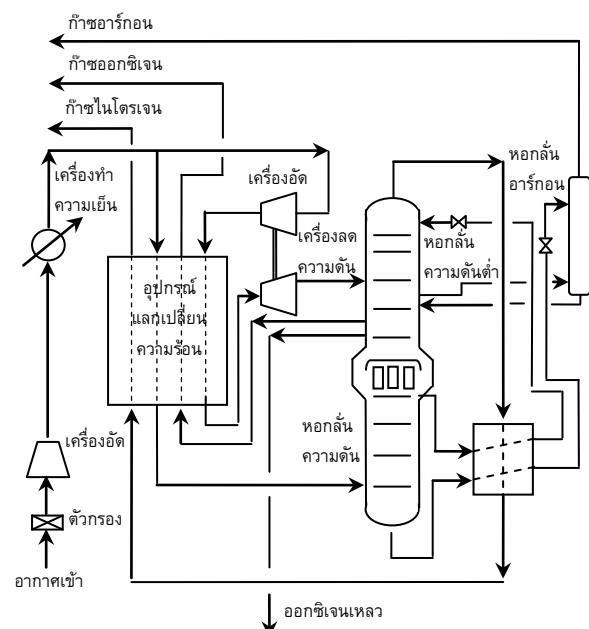 ก๊าซอาร์กอน
ก๊าซออกซิเจน
ก๊าซไนโตรเจน
เครื่องทำ
ความเย็น
เครื่องอัด
เครื่องลด
ความดัน
หอกลั่น
อาร์กอน
หอกลั่น
ความดันต่ำ
อุปกรณ์
แลกเปลี่ยน
ความร้อน
หอกลั่น
ความดัน
เครื่องอัด
ตัวกรอง
อากาศเข้า
ออกซิเจนเหลว